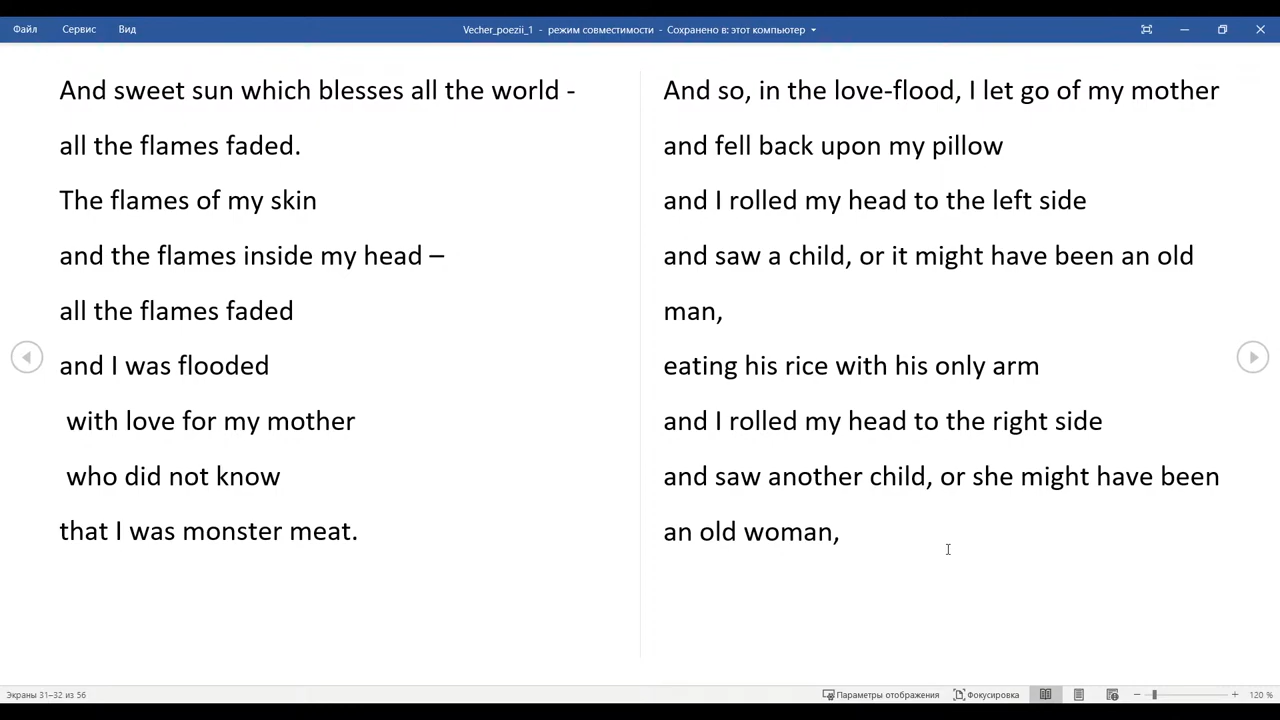 Файл Сервис Вид Vecher_poezii_1 - режим совместимости - Сохранено в: этот компьютер
And sweet sun which blesses all the world -
all the flames faded.
The flames of my skin
and the flames inside my head –
all the flames faded
and I was flooded
with love for my mother
who did not know
that I was monster meat.
And so, in the love-flood, I let go of my mother
and fell back upon my pillow
and I rolled my head to the left side
and saw a child, or it might have been an old
man,
eating his rice with his only arm
and I rolled my head to the right side
and saw another child, or she might have been
an old woman,
Экраны 31–32 из 56 Параметры отображения Фокусировка 120 %